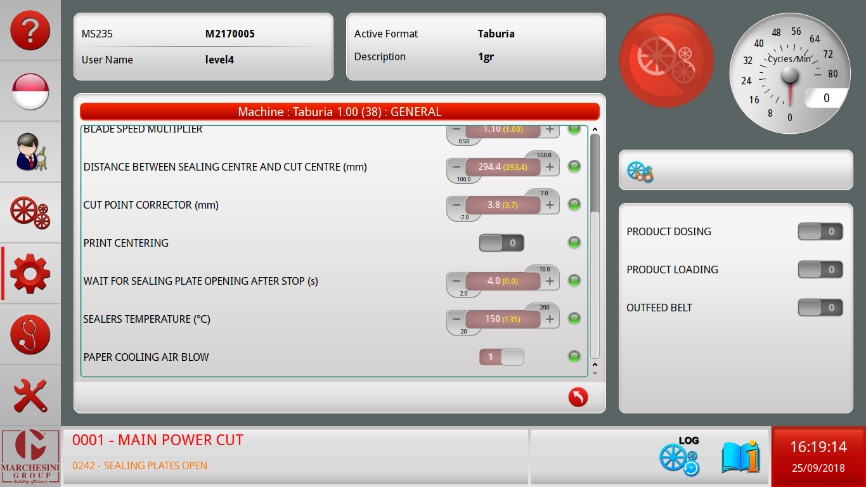 MS235 M2170005
User Name level4
Active Format Taburia
Description 1gr
Cycles/Min
0 8 16 24 32 40 48 56 64 72 80
0
Machine : Taburia 1.00 (38) : GENERAL
BLADE SPEED MULTIPLIER 0.50 − 1.10 (1.00) +
DISTANCE BETWEEN SEALING CENTRE AND CUT CENTRE (mm) 100.0 − 294.4 (293.4) + 550.0
CUT POINT CORRECTOR (mm) -7.0 − 3.8 (3.7) + 7.0
PRINT CENTERING 0
WAIT FOR SEALING PLATE OPENING AFTER STOP (s) 2.0 − 4.0 (0.0) + 10.0
SEALERS TEMPERATURE (°C) 20 − 150 (135) + 200
PAPER COOLING AIR BLOW 1
PRODUCT DOSING 0
PRODUCT LOADING 0
OUTFEED BELT 0
MARCHESINI
GROUP
0001 - MAIN POWER CUT
0242 - SEALING PLATES OPEN
LOG
16:19:14
25/09/2018